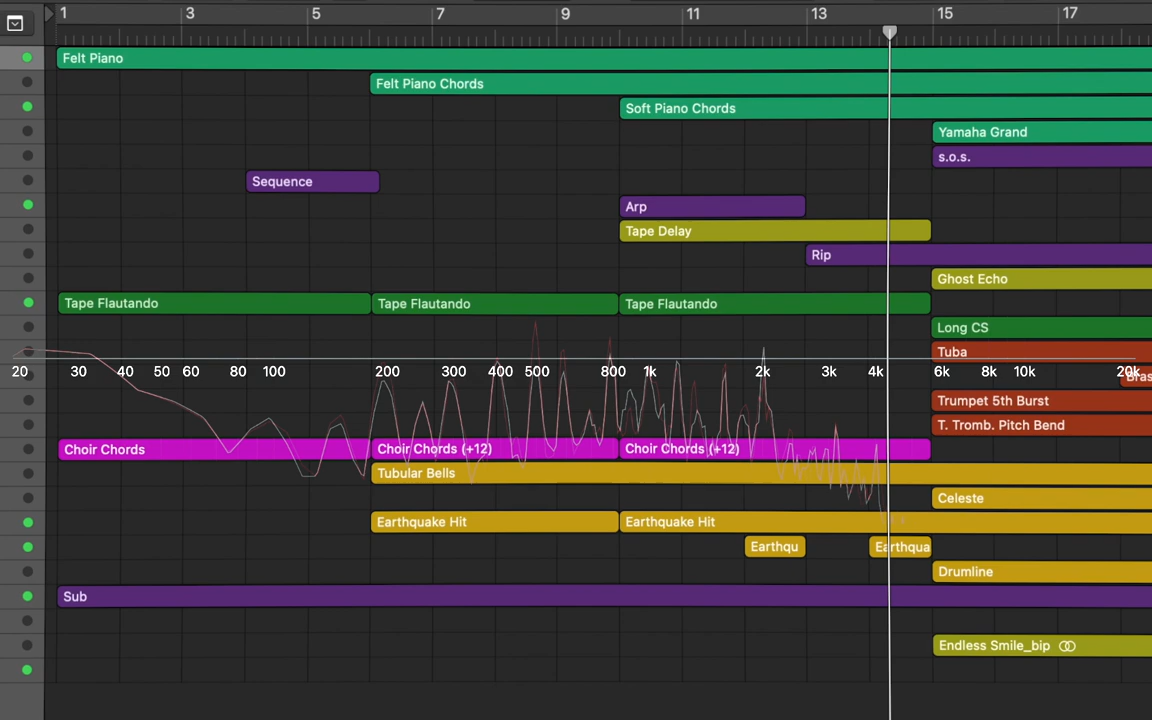 1 3 5 7 9 11 13 15 17
Felt Piano
Felt Piano Chords
Soft Piano Chords
Yamaha Grand
s.o.s.
Sequence
Arp
Tape Delay
Rip
Ghost Echo
Tape Flautando Tape Flautando Tape Flautando
Long CS
Tuba
20 30 40 50 60 80 100 200 300 400 500 800 1k 2k 3k 4k 6k 8k 10k 20k
Bras
Trumpet 5th Burst
T. Tromb. Pitch Bend
Choir Chords Choir Chords (+12) Choir Chords (+12)
Tubular Bells
Celeste
Earthquake Hit Earthquake Hit
Earthqu Earthqua
Drumline
Sub
Endless Smile_bip